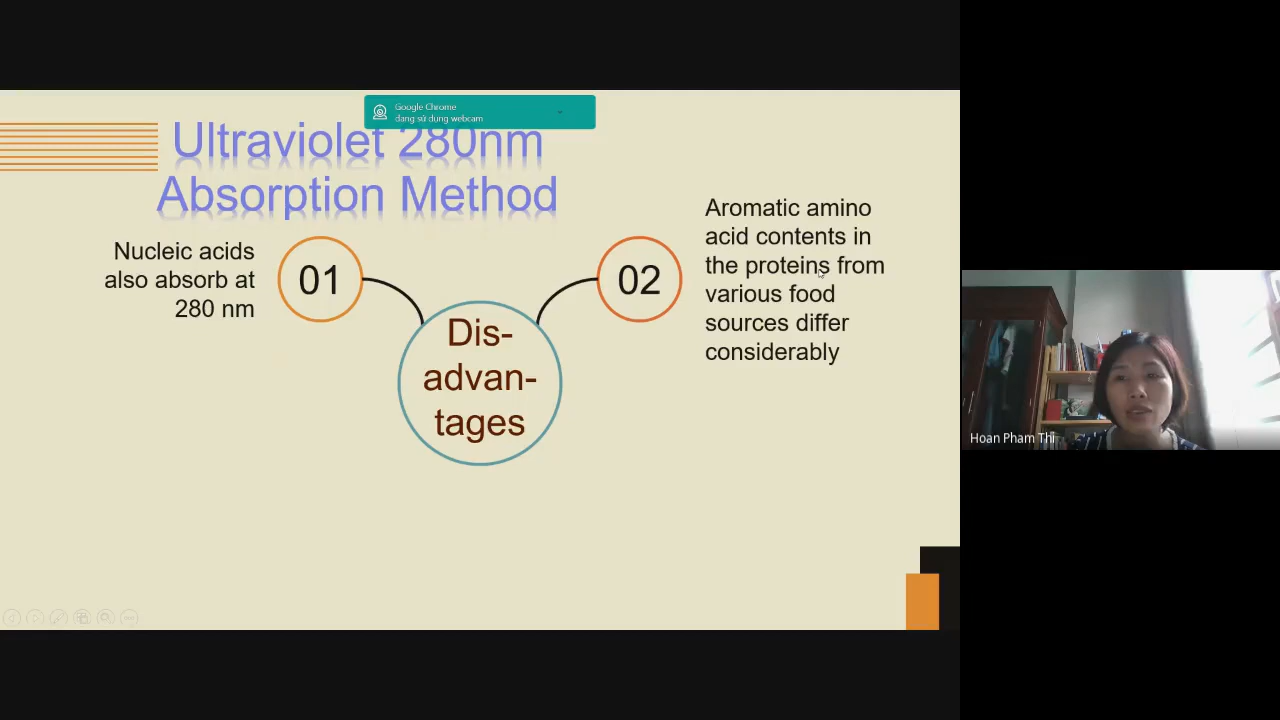 Google Chrome
đang sử dụng webcam
Ultraviolet 280nm
Absorption Method
Nucleic acids
also absorb at
280 nm
01
Dis-
advan-
tages
02
Aromatic amino
acid contents in
the proteins from
various food
sources differ
considerably
Hoan Pham Thi